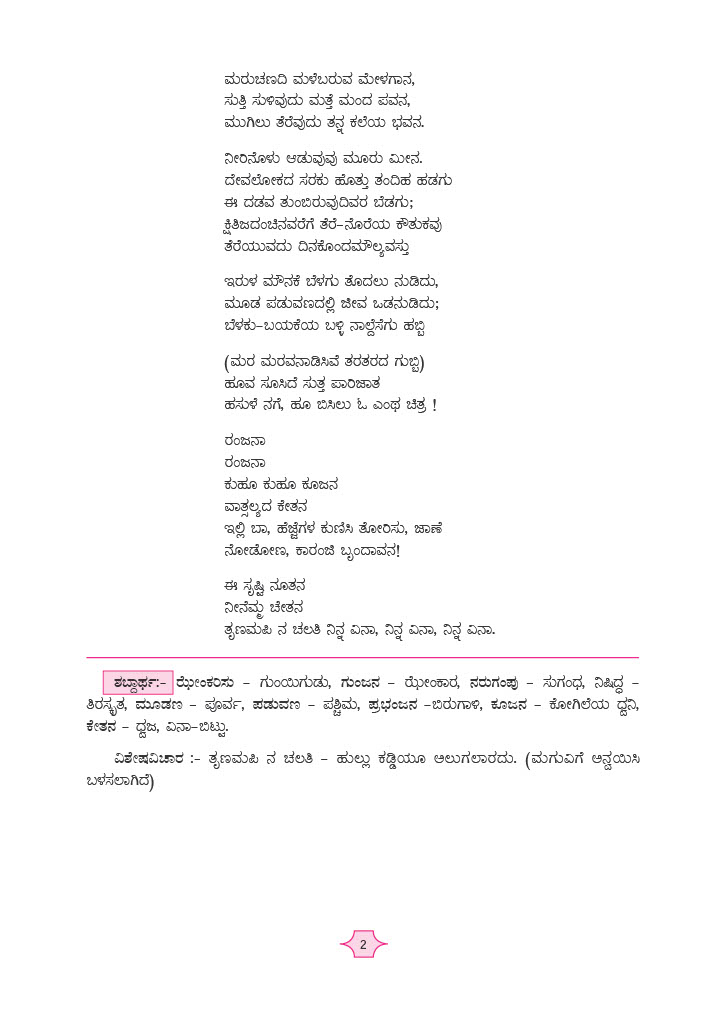 ಮರುಚಣದಿ ಮಳೆಬರುವ ಮೇಳಗಾನ,
ಸುತ್ತಿ ಸುಳಿವುದು ಮತ್ತೆ ಮಂದ ಪವನ,
ಮುಗಿಲು ತೆರೆವುದು ತನ್ನ ಕಲೆಯ ಭವನ.
ನೀರಿನೊಳು ಆಡುವುವು ಮೂರು ಮೀನ.
ದೇವಲೋಕದ ಸರಕು ಹೊತ್ತು ತಂದಿಹ ಹಡಗು
ಈ ದಡವ ತುಂಬಿರುವುದಿವರ ಬೆಡಗು;
ಕ್ಷಿತಿಜದಂಚಿನವರೆಗೆ ತೆರೆ-ನೊರೆಯ ಕೌತುಕವು
ತೆರೆಯುವದು ದಿನಕೊಂದಮೌಲ್ಯವಸ್ತು
ಇರುಳ ಮೌನಕೆ ಬೆಳಗು ತೊದಲು ನುಡಿದು,
ಮೂಡ ಪಡುವಣದಲ್ಲಿ ಜೀವ ಒಡನುಡಿದು;
ಬೆಳಕು-ಬಯಕೆಯ ಬಳ್ಳಿ ನಾಲ್ದೆಸೆಗು ಹಬ್ಬಿ
(ಮರ ಮರವನಾಡಿಸಿವೆ ತರತರದ ಗುಬ್ಬಿ)
ಹೂವ ಸೂಸಿದೆ ಸುತ್ತ ಪಾರಿಜಾತ
ಹಸುಳೆ ನಗೆ, ಹೂ ಬಿಸಿಲು ಓ ಎಂಥ ಚಿತ್ರ !
ರಂಜನಾ
ರಂಜನಾ
ಕುಹೂ ಕುಹೂ ಕೂಜನ
ವಾತ್ಸಲ್ಯದ ಕೇತನ
ಇಲ್ಲಿ ಬಾ, ಹೆಜ್ಜೆಗಳ ಕುಣಿಸಿ ತೋರಿಸು, ಜಾಣೆ
ನೋಡೋಣ, ಕಾರಂಜಿ ಬೃಂದಾವನ!
ಈ ಸೃಷ್ಟಿ ನೂತನ
ನೀನೆಮ್ಮ ಚೇತನ
ತೃಣಮಪಿ ನ ಚಲತಿ ನಿನ್ನ ವಿನಾ, ನಿನ್ನ ವಿನಾ, ನಿನ್ನ ವಿನಾ.
ಶಬ್ದಾರ್ಥ:- ಝೇಂಕರಿಸು - ಗುಂಯಿಗುಡು, ಗುಂಜನ - ಝೇಂಕಾರ, ನರುಗಂಪು - ಸುಗಂಧ, ನಿಷಿದ್ಧ -
ತಿರಸ್ಕೃತ, ಮೂಡಣ - ಪೂರ್ವ, ಪಡುವಣ - ಪಶ್ಚಿಮ, ಪ್ರಭಂಜನ -ಬಿರುಗಾಳಿ, ಕೂಜನ - ಕೋಗಿಲೆಯ ಧ್ವನಿ,
ಕೇತನ - ಧ್ವಜ, ವಿನಾ-ಬಿಟ್ಟು.
ವಿಶೇಷವಿಚಾರ :- ತೃಣಮಪಿ ನ ಚಲತಿ - ಹುಲ್ಲು ಕಡ್ಡಿಯೂ ಅಲುಗಲಾರದು. (ಮಗುವಿಗೆ ಅನ್ವಯಿಸಿ
ಬಳಸಲಾಗಿದೆ)
2